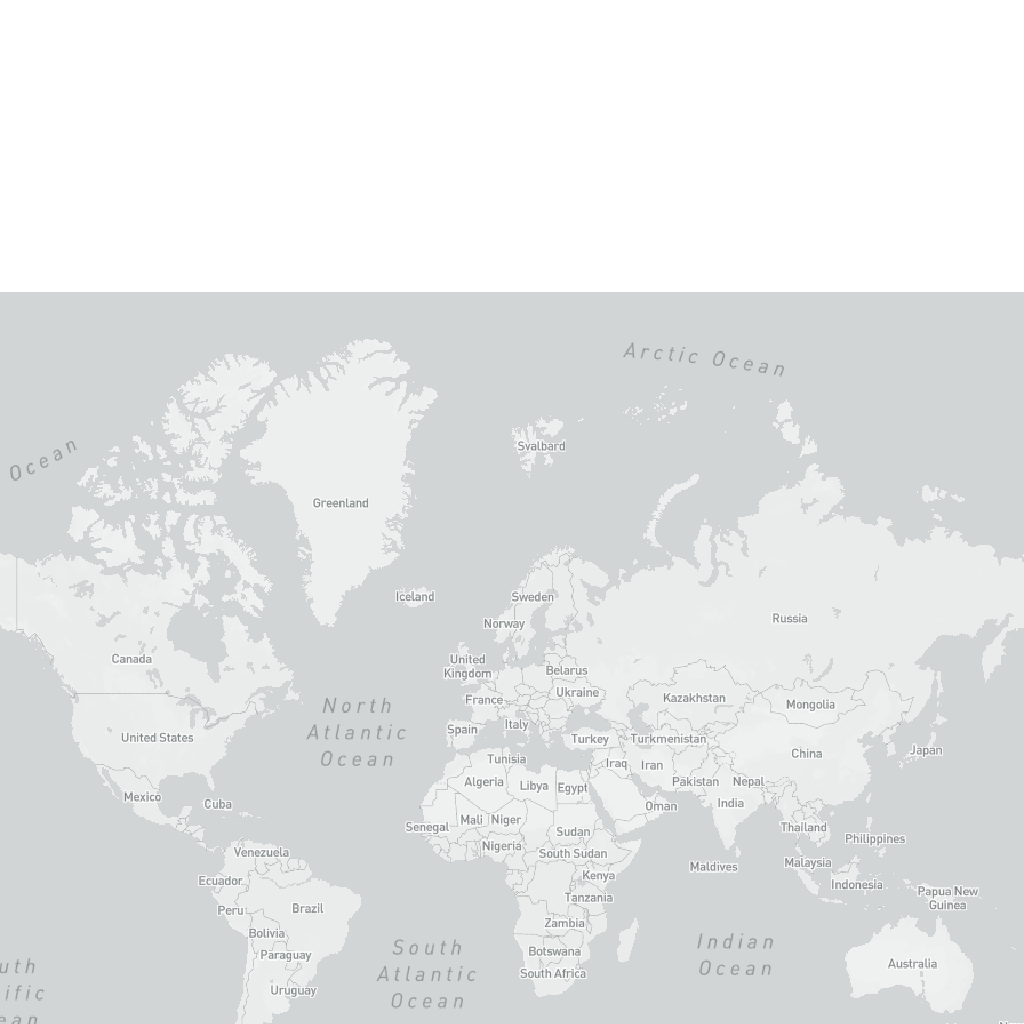 Arctic Ocean
Ocean
Svalbard
Greenland
Iceland
Sweden
Norway
Russia
Canada
United
Kingdom
Belarus
Ukraine
Kazakhstan
Mongolia
France
North
Atlantic
Ocean
Italy
Spain
United States
Turkey
Turkmenistan
China
Japan
Tunisia
Iraq
Iran
Algeria
Libya
Egypt
Pakistan
Nepal
Mexico
Cuba
Oman
India
Senegal
Mali
Niger
Sudan
Thailand
Philippines
Nigeria
South Sudan
Venezuela
Maldives
Malaysia
Ecuador
Kenya
Indonesia
Papua New
Guinea
Tanzania
Peru
Brazil
Zambia
Bolivia
South
Atlantic
Ocean
Indian
Ocean
Botswana
Paraguay
South Africa
Australia
Uruguay